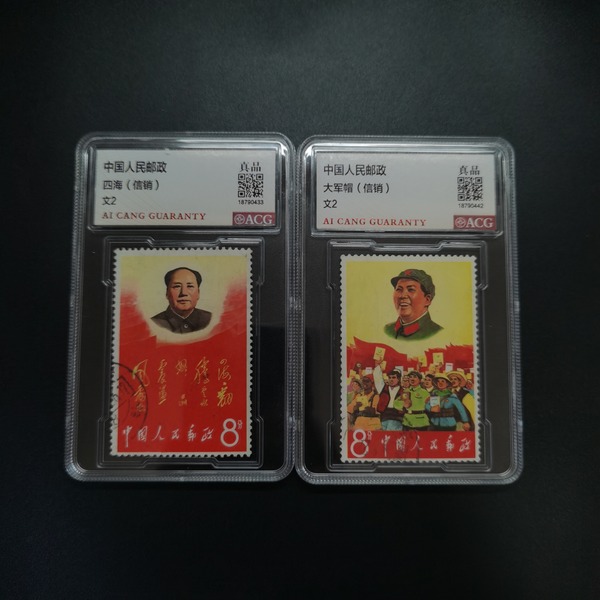 中国人民邮政
真品
四海（信销）
文2
18790433
AI CANG GUARANTY
ACG
8分
中国人民邮政
中国人民邮政
真品
大军帽（信销）
文2
18790442
AI CANG GUARANTY
ACG
8分
中国人民邮政